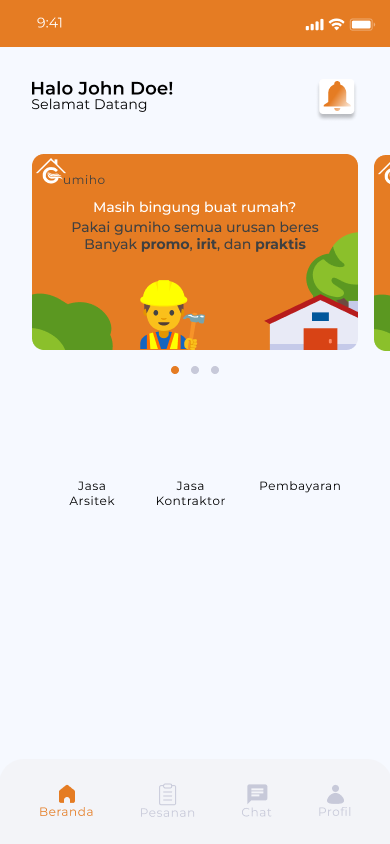 9:41
Halo John Doe!
Selamat Datang
Gumiho
Masih bingung buat rumah?
Pakai gumiho semua urusan beres
Banyak promo, irit, dan praktis
Jasa
Arsitek
Jasa
Kontraktor
Pembayaran
Beranda
Pesanan
Chat
Profil